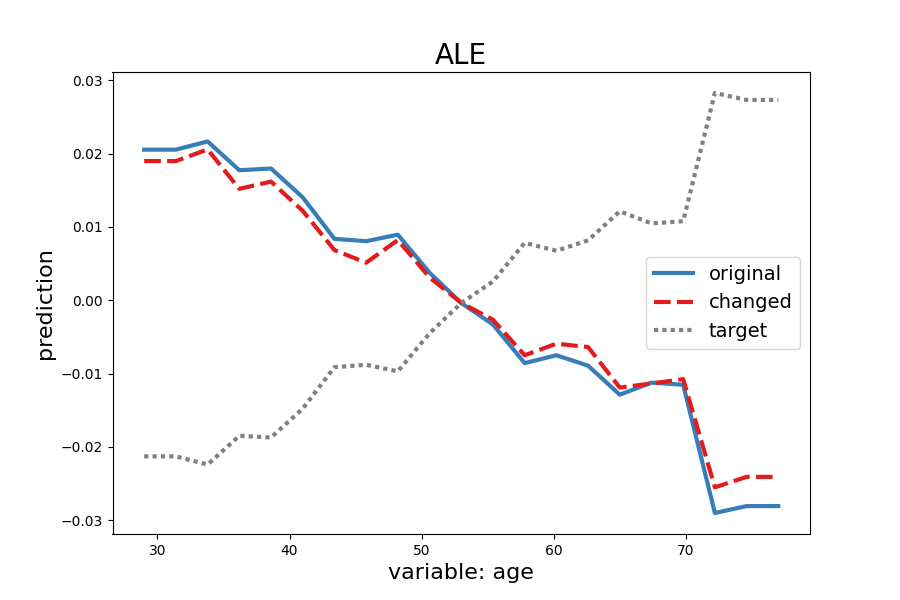 ALE
prediction
0.03
0.02
0.01
0.00
−0.01
−0.02
−0.03
original
changed
target
30 40 50 60 70
variable: age